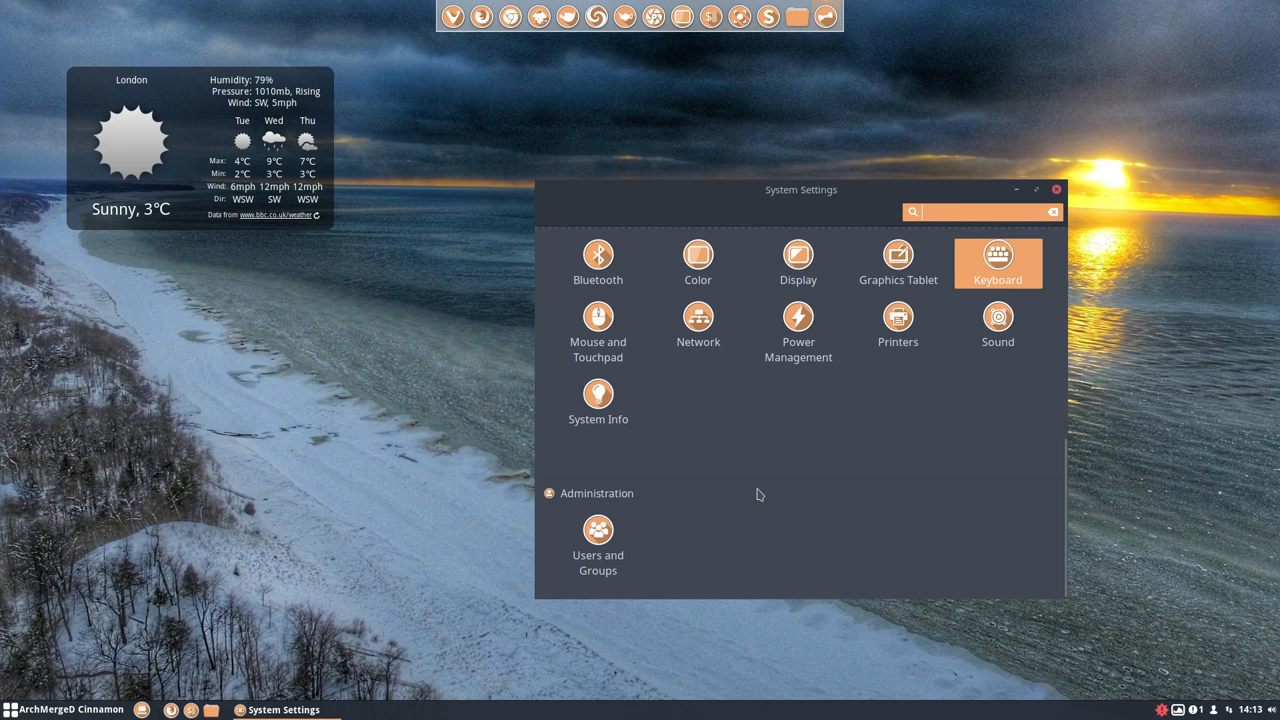 London
Humidity: 79%
Pressure: 1010mb, Rising
Wind: SW, 5mph
Tue Wed Thu
Max: 4°C 9°C 7°C
Min: 2°C 3°C 3°C
Wind: 6mph 12mph 12mph
Dir: WSW SW WSW
Sunny, 3°C
Data from www.bbc.co.uk/weather
System Settings
Bluetooth
Color
Display
Graphics Tablet
Keyboard
Mouse and
Touchpad
Network
Power
Management
Printers
Sound
System Info
Administration
Users and
Groups
ArchMergeD Cinnamon
System Settings
1
14:13